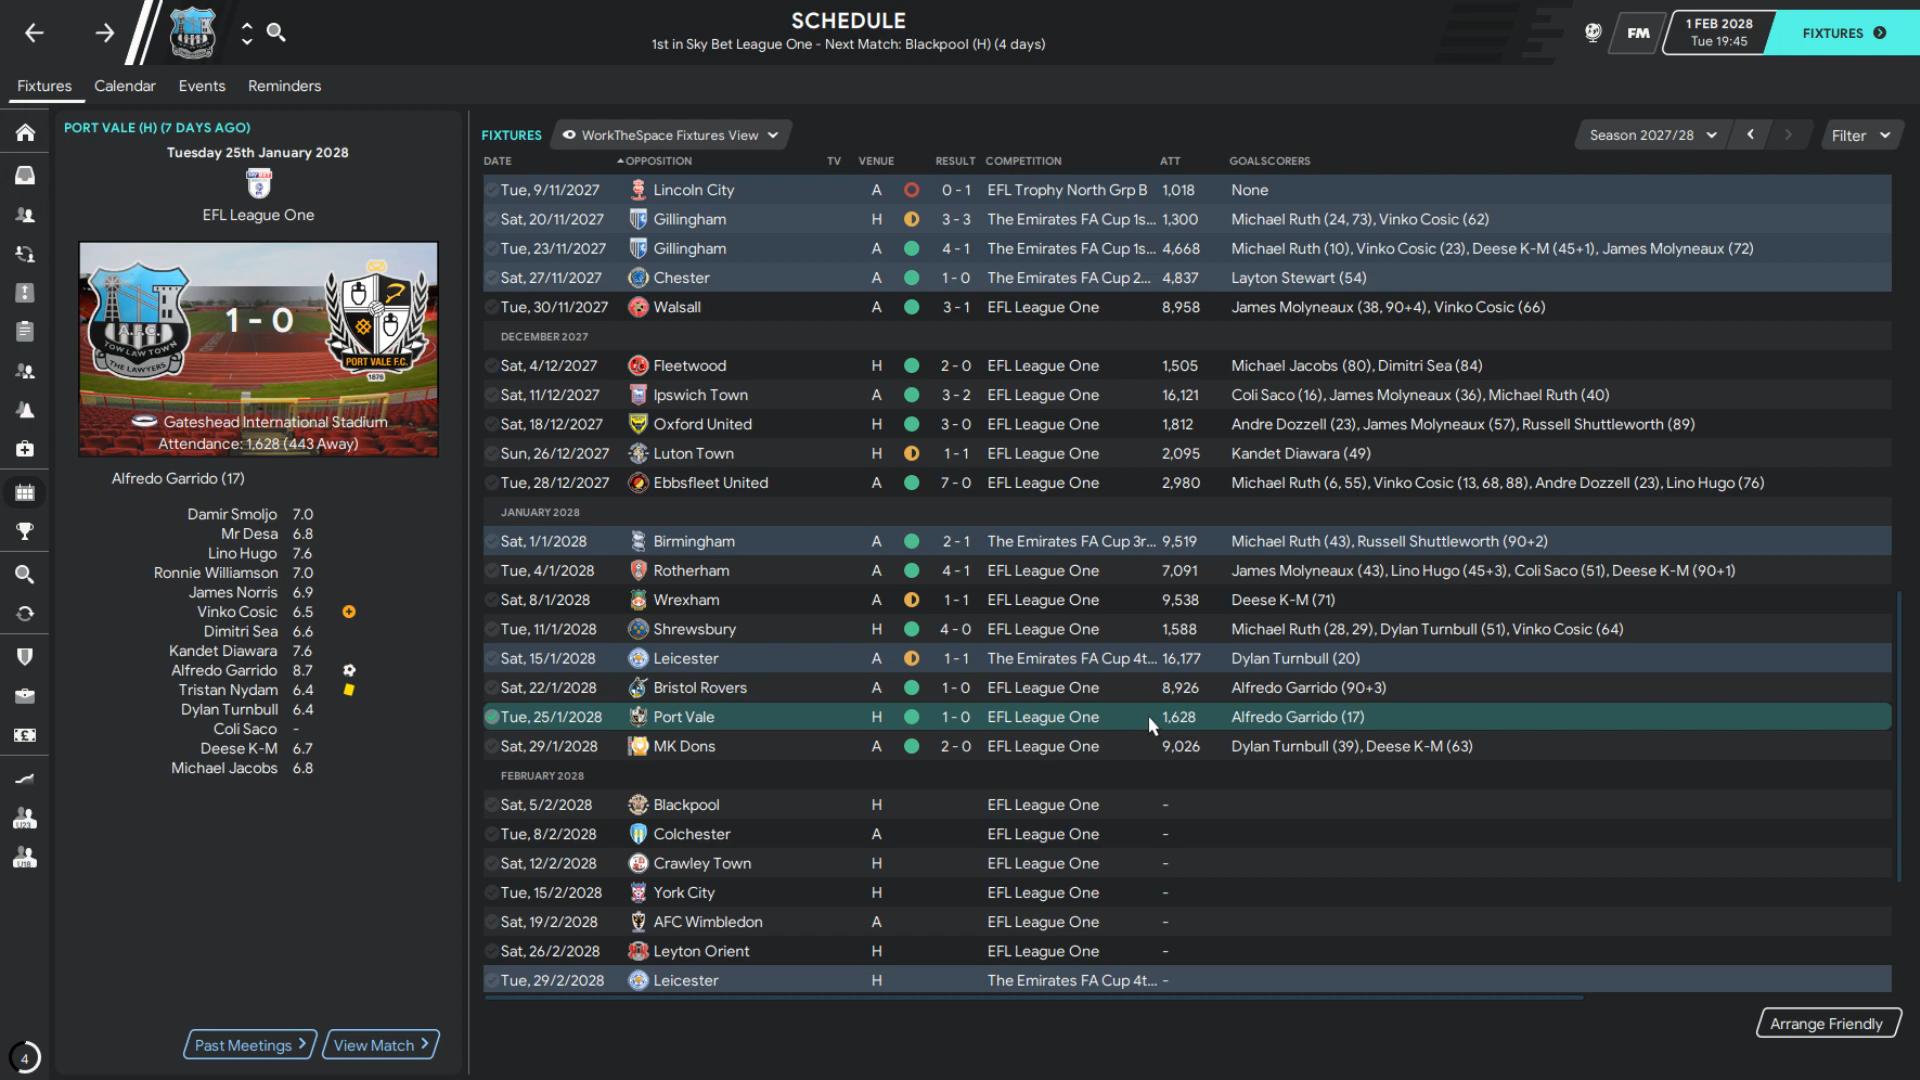 SCHEDULE
1st in Sky Bet League One - Next Match: Blackpool (H) (4 days)
FM
1 FEB 2028
Tue 19:45
FIXTURES
Fixtures Calendar Events Reminders
PORT VALE (H) (7 DAYS AGO)
Tuesday 25th January 2028
EFL League One
A.F.C.
TOW LAW TOWN
THE LAWYERS
1 - 0
PORT VALE F.C.
1876
Gateshead International Stadium
Attendance: 1,628 (443 Away)
Alfredo Garrido (17)
Damir Smoljo 7.0
Mr Desa 6.8
Lino Hugo 7.6
Ronnie Williamson 7.0
James Norris 6.9
Vinko Cosic 6.5
Dimitri Sea 6.6
Kandet Diawara 7.6
Alfredo Garrido 8.7
Tristan Nydam 6.4
Dylan Turnbull 6.4
Coli Saco -
Deese K-M 6.7
Michael Jacobs 6.8
Past Meetings View Match
FIXTURES WorkTheSpace Fixtures View Season 2027/28 Filter
DATE OPPOSITION TV VENUE RESULT COMPETITION ATT GOALSCORERS
Tue, 9/11/2027 Lincoln City A 0 - 1 EFL Trophy North Grp B 1,018 None
Sat, 20/11/2027 Gillingham H 3 - 3 The Emirates FA Cup 1s... 1,300 Michael Ruth (24, 73), Vinko Cosic (62)
Tue, 23/11/2027 Gillingham A 4 - 1 The Emirates FA Cup 1s... 4,668 Michael Ruth (10), Vinko Cosic (23), Deese K-M (45+1), James Molyneaux (72)
Sat, 27/11/2027 Chester A 1 - 0 The Emirates FA Cup 2... 4,837 Layton Stewart (54)
Tue, 30/11/2027 Walsall A 3 - 1 EFL League One 8,958 James Molyneaux (38, 90+4), Vinko Cosic (66)
DECEMBER 2027
Sat, 4/12/2027 Fleetwood H 2 - 0 EFL League One 1,505 Michael Jacobs (80), Dimitri Sea (84)
Sat, 11/12/2027 Ipswich Town A 3 - 2 EFL League One 16,121 Coli Saco (16), James Molyneaux (36), Michael Ruth (40)
Sat, 18/12/2027 Oxford United H 3 - 0 EFL League One 1,812 Andre Dozzell (23), James Molyneaux (57), Russell Shuttleworth (89)
Sun, 26/12/2027 Luton Town H 1 - 1 EFL League One 2,095 Kandet Diawara (49)
Tue, 28/12/2027 Ebbsfleet United A 7 - 0 EFL League One 2,980 Michael Ruth (6, 55), Vinko Cosic (13, 68, 88), Andre Dozzell (23), Lino Hugo (76)
JANUARY 2028
Sat, 1/1/2028 Birmingham A 2 - 1 The Emirates FA Cup 3r... 9,519 Michael Ruth (43), Russell Shuttleworth (90+2)
Tue, 4/1/2028 Rotherham A 4 - 1 EFL League One 7,091 James Molyneaux (43), Lino Hugo (45+3), Coli Saco (51), Deese K-M (90+1)
Sat, 8/1/2028 Wrexham A 1 - 1 EFL League One 9,538 Deese K-M (71)
Tue, 11/1/2028 Shrewsbury H 4 - 0 EFL League One 1,588 Michael Ruth (28, 29), Dylan Turnbull (51), Vinko Cosic (64)
Sat, 15/1/2028 Leicester A 1 - 1 The Emirates FA Cup 4t... 16,177 Dylan Turnbull (20)
Sat, 22/1/2028 Bristol Rovers A 1 - 0 EFL League One 8,926 Alfredo Garrido (90+3)
Tue, 25/1/2028 Port Vale H 1 - 0 EFL League One 1,628 Alfredo Garrido (17)
Sat, 29/1/2028 MK Dons A 2 - 0 EFL League One 9,026 Dylan Turnbull (39), Deese K-M (63)
FEBRUARY 2028
Sat, 5/2/2028 Blackpool H EFL League One -
Tue, 8/2/2028 Colchester A EFL League One -
Sat, 12/2/2028 Crawley Town H EFL League One -
Tue, 15/2/2028 York City H EFL League One -
Sat, 19/2/2028 AFC Wimbledon A EFL League One -
Sat, 26/2/2028 Leyton Orient H EFL League One -
Tue, 29/2/2028 Leicester H The Emirates FA Cup 4t... -
Arrange Friendly
U23
U18
4